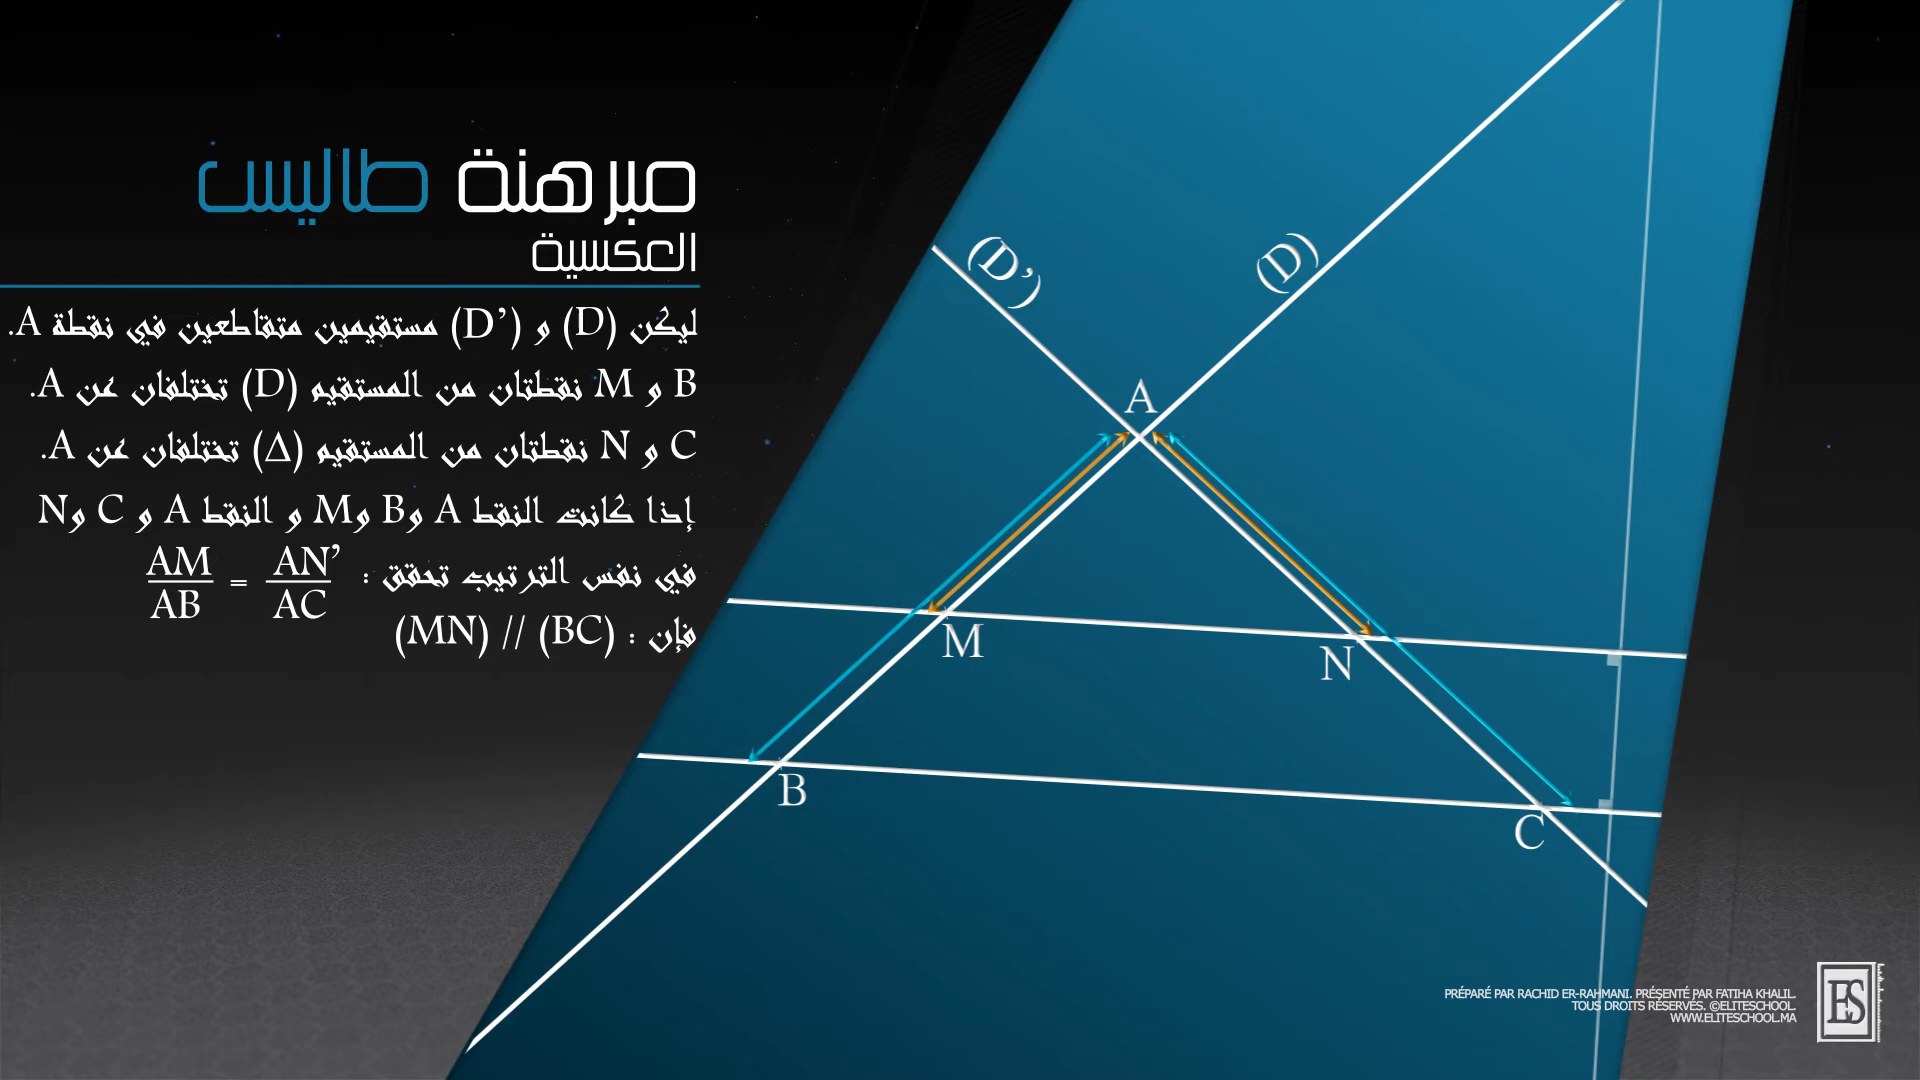 مبرهنة طاليس
العكسية
ليكن (D) و (D’) مستقيمين متقاطعين في نقطة A.
B و M نقطتان من المستقيم (D) تختلفان عن A.
C و N نقطتان من المستقيم (Δ) تختلفان عن A.
إذا كانت النقط A وB وM و النقط A و C وN
في نفس الترتيب تحقق : AM/AB = AN’/AC
فإن : (MN) // (BC)
(D’)
(D)
A
M
N
B
C
PRÉPARÉ PAR RACHID ER-RAHMANI. PRÉSENTÉ PAR FATIHA KHALIL.
TOUS DROITS RÉSERVÉS. ©ELITESCHOOL.
WWW.ELITESCHOOL.MA
ES